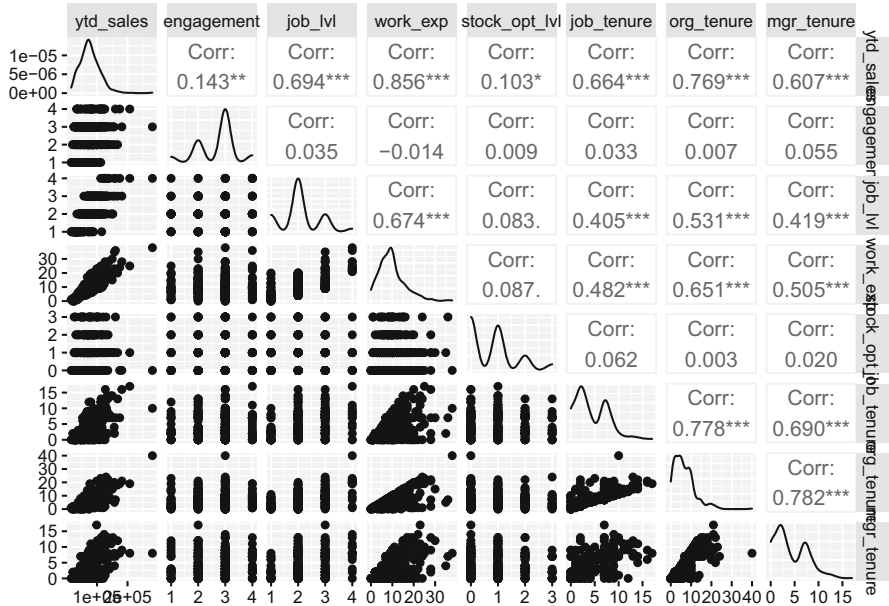 ytd_sales engagement job_lvl work_exp stock_opt_lvl job_tenure org_tenure mgr_tenure
1e−05
5e−06
0e+00
Corr: Corr: Corr: Corr: Corr: Corr: Corr:
0.143** 0.694*** 0.856*** 0.103* 0.664*** 0.769*** 0.607***
ytd_sales
4
3
2
1
Corr: Corr: Corr: Corr: Corr: Corr:
0.035 −0.014 0.009 0.033 0.007 0.055
4
3
2
1
Corr: Corr: Corr: Corr: Corr:
0.674*** 0.083. 0.405*** 0.531*** 0.419***
job_lvl
30
20
10
0
Corr: Corr: Corr: Corr:
0.087. 0.482*** 0.651*** 0.505***
work_exp
3
2
1
0
Corr: Corr: Corr:
0.062 0.003 0.020
15
10
5
0
Corr: Corr:
0.778*** 0.690***
job_tenure
40
30
20
10
0
Corr:
0.782***
org_tenure
15
10
5
0
mgr_tenure
1 2 3 4 1 2 3 4 0 10 20 30 0 1 2 3 0 5 10 15 0 10 20 30 40 0 5 10 15